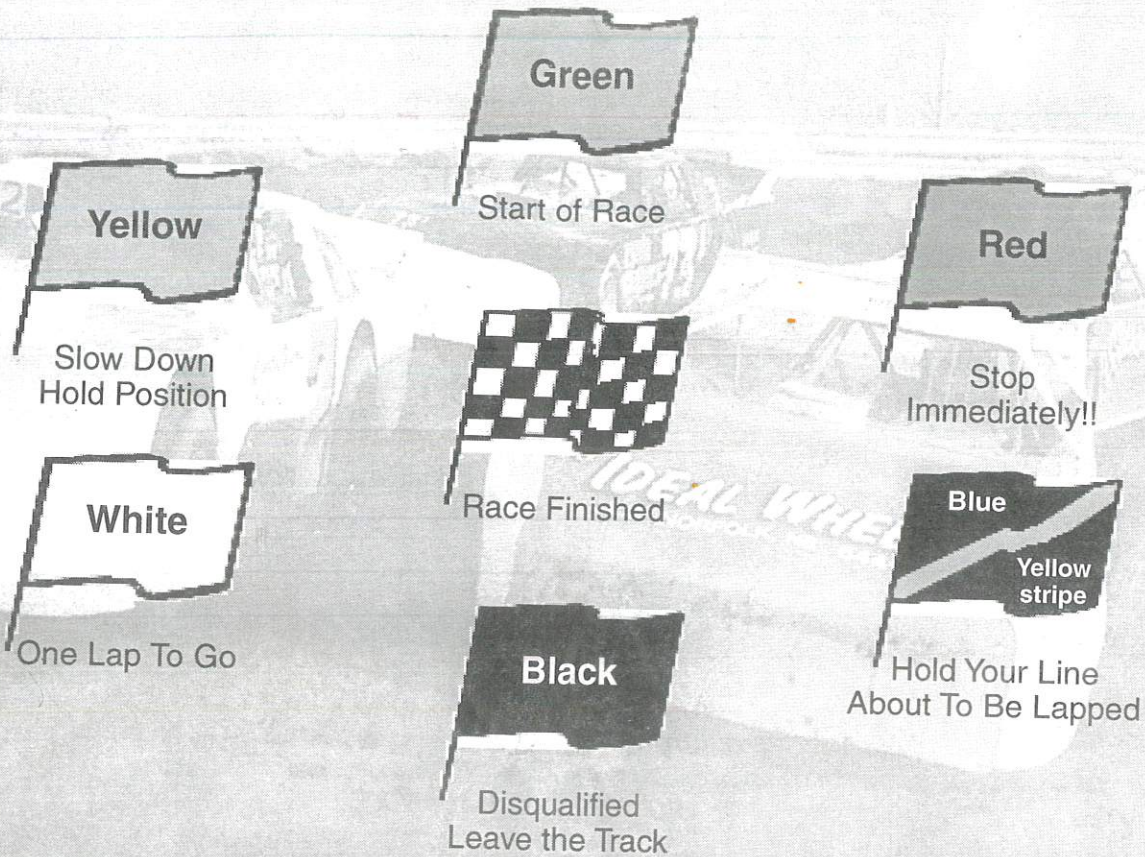 Green
Start of Race
Yellow
Slow Down
Hold Position
Red
Stop
Immediately!!
Race Finished
IDEAL
White
One Lap To Go
Blue
Yellow
stripe
Hold Your Line
About To Be Lapped
Black
Disqualified
Leave the Track